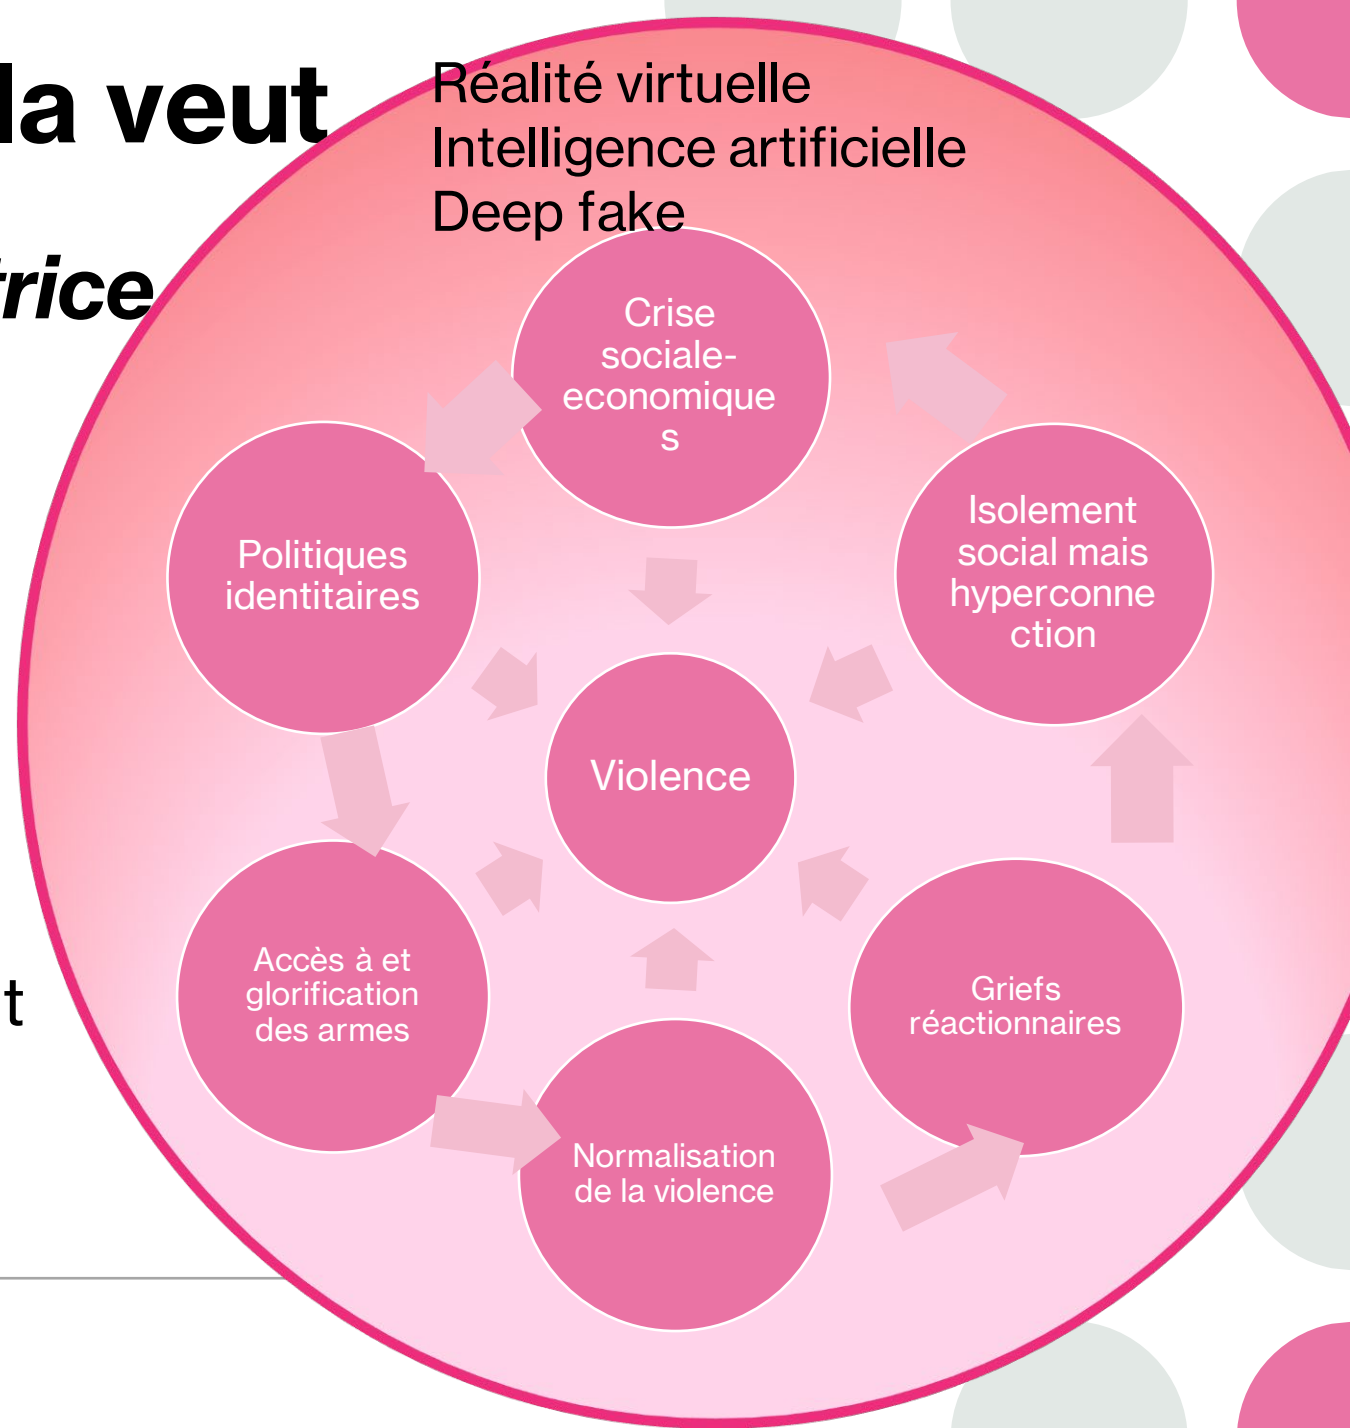 la veut
trice
t
Réalité virtuelle
Intelligence artificielle
Deep fake
Crise
sociale-
economique
s
Politiques
identitaires
Isolement
social mais
hyperconne
ction
Violence
Accès à et
glorification
des armes
Griefs
réactionnaires
Normalisation
de la violence